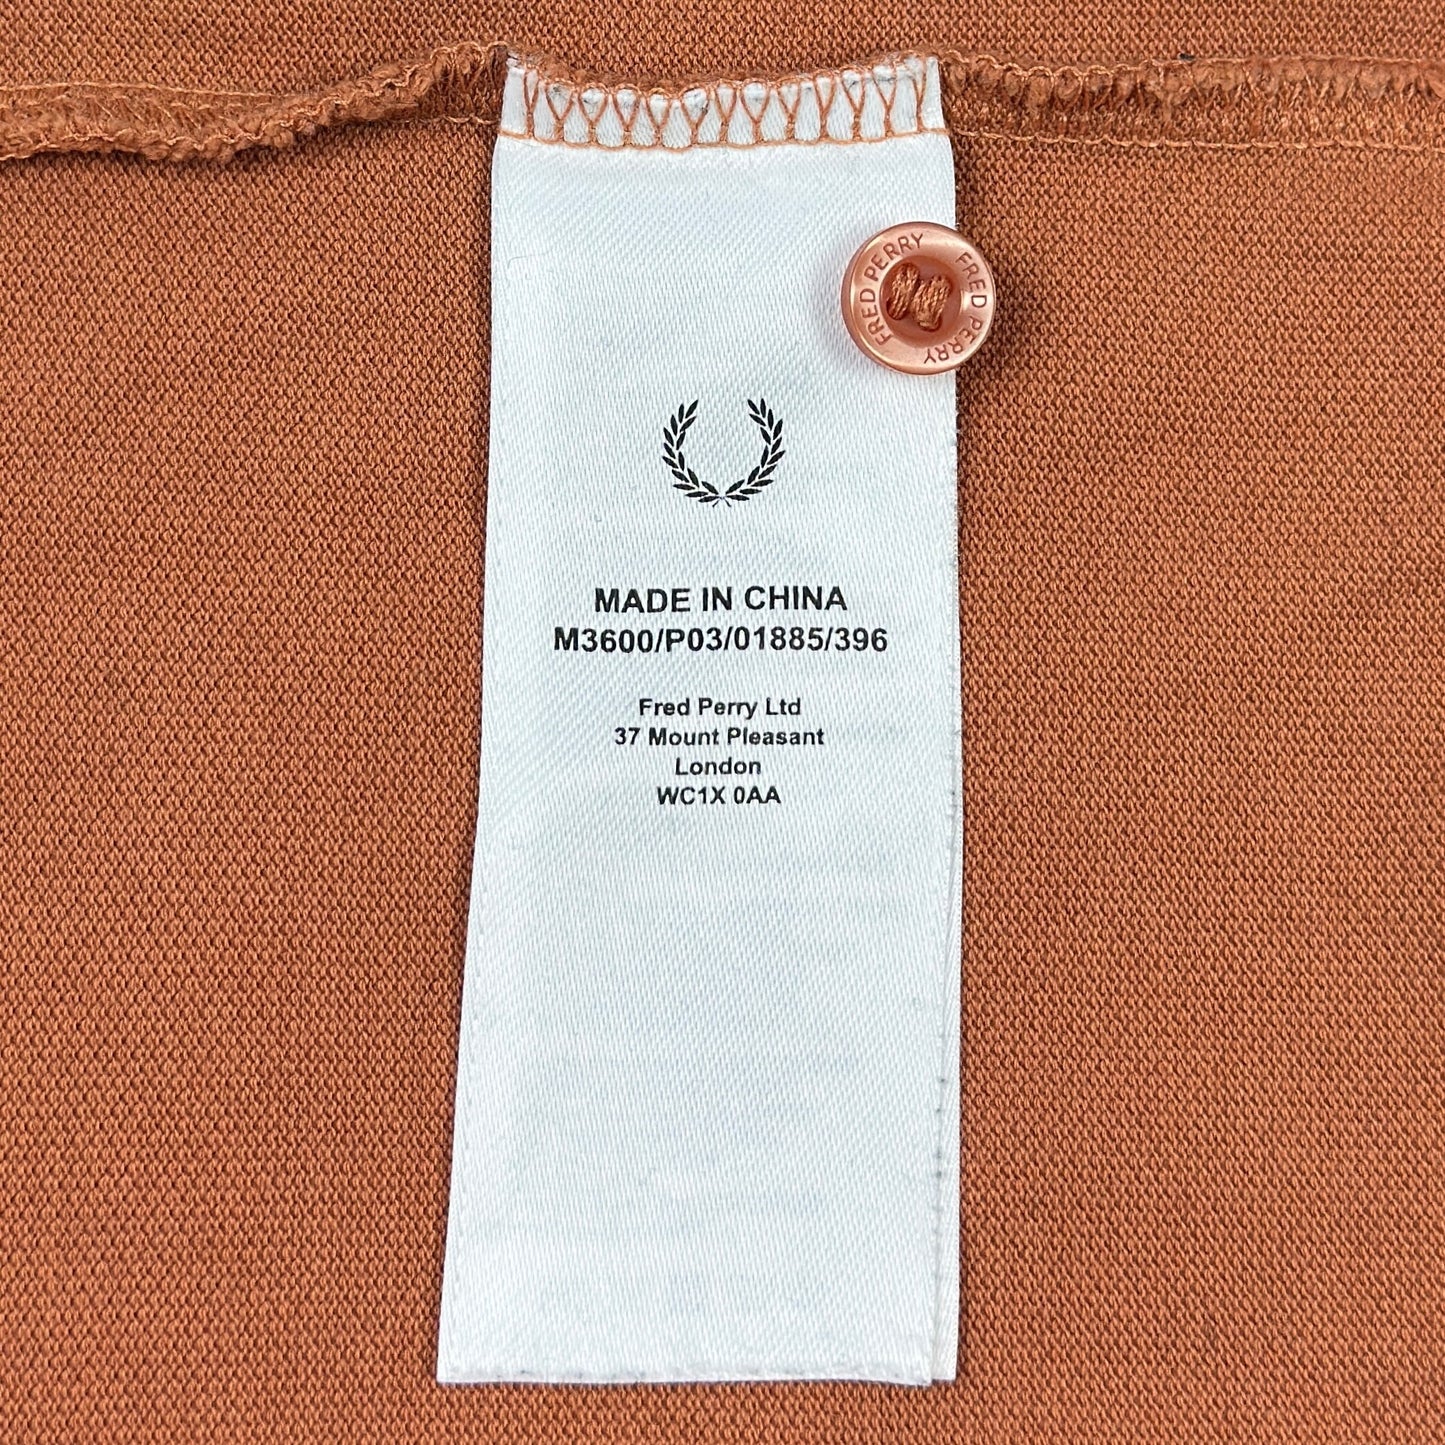 FRED PERRY FRED PERRY
MADE IN CHINA
M3600/P03/01885/396
Fred Perry Ltd
37 Mount Pleasant
London
WC1X 0AA